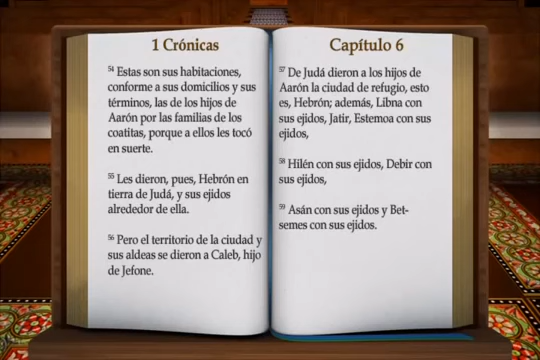 1 Crónicas
54 Estas son sus habitaciones,
conforme a sus domicilios y sus
términos, las de los hijos de
Aarón por las familias de los
coatitas, porque a ellos les tocó
en suerte.
55 Les dieron, pues, Hebrón en
tierra de Judá, y sus ejidos
alrededor de ella.
56 Pero el territorio de la ciudad y
sus aldeas se dieron a Caleb, hijo
de Jefone.
Capítulo 6
57 De Judá dieron a los hijos de
Aarón la ciudad de refugio, esto
es, Hebrón; además, Libna con
sus ejidos, Jatir, Estemoa con sus
ejidos,
58 Hilén con sus ejidos, Debir con
sus ejidos,
59 Asán con sus ejidos y Bet-
semes con sus ejidos.